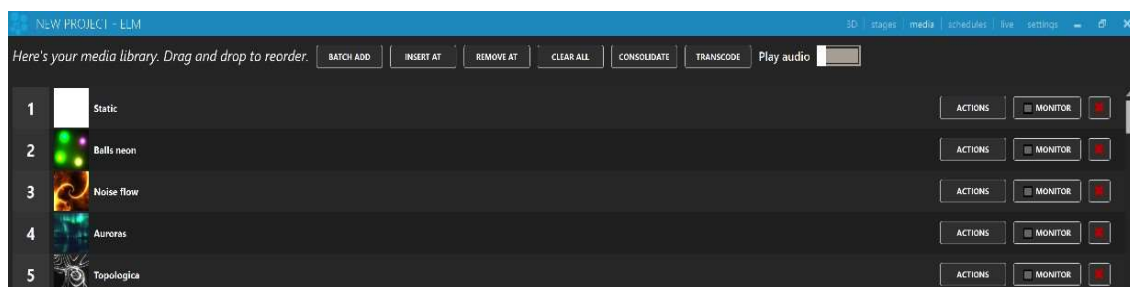 NEW PROJECT - ELM 3D stages media schedules live settings
Here's your media library. Drag and drop to reorder. BATCH ADD INSERT AT REMOVE AT CLEAR ALL CONSOLIDATE TRANSCODE Play audio
1 Static ACTIONS MONITOR
2 Balls neon ACTIONS MONITOR
3 Noise flow ACTIONS MONITOR
4 Auroras ACTIONS MONITOR
5 Topologica ACTIONS MONITOR